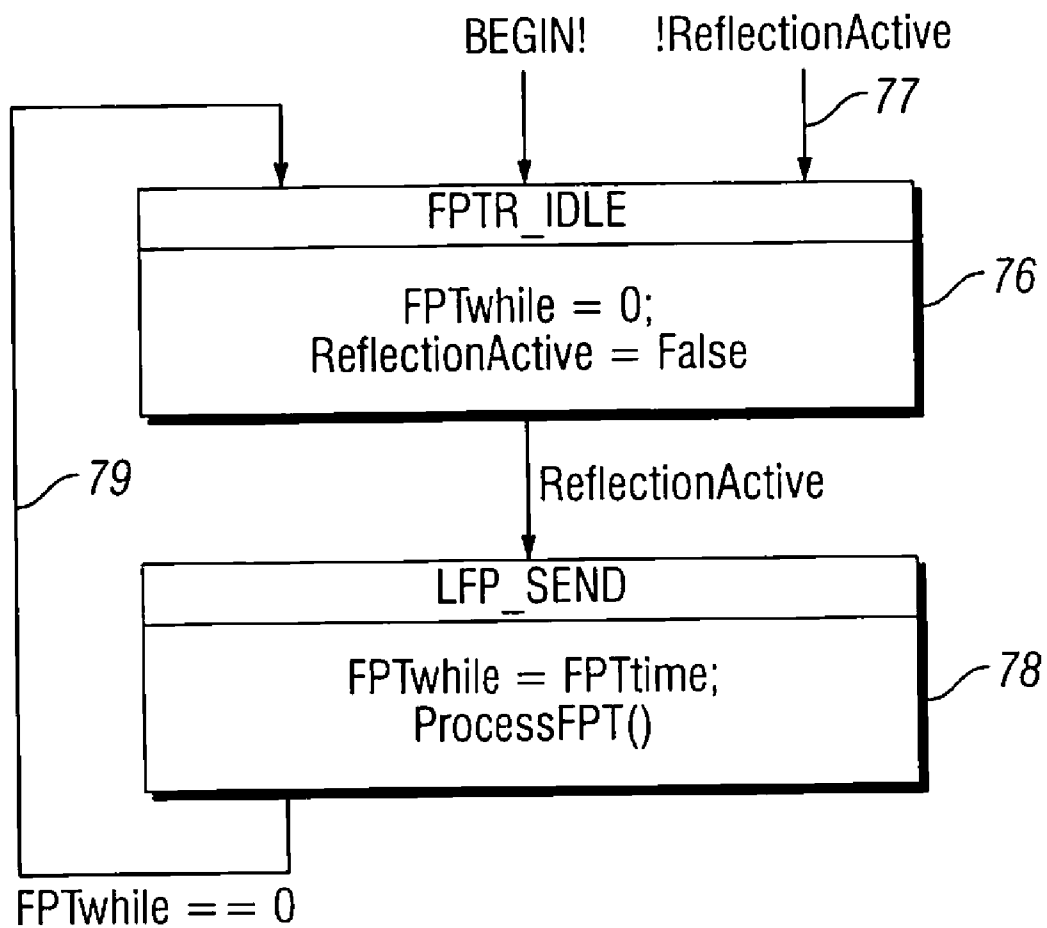 BEGIN!
!ReflectionActive
77
FPTR_IDLE
FPTwhile = 0;
ReflectionActive = False
76
79
ReflectionActive
LFP_SEND
FPTwhile = FPTtime;
ProcessFPT()
78
FPTwhile == 0